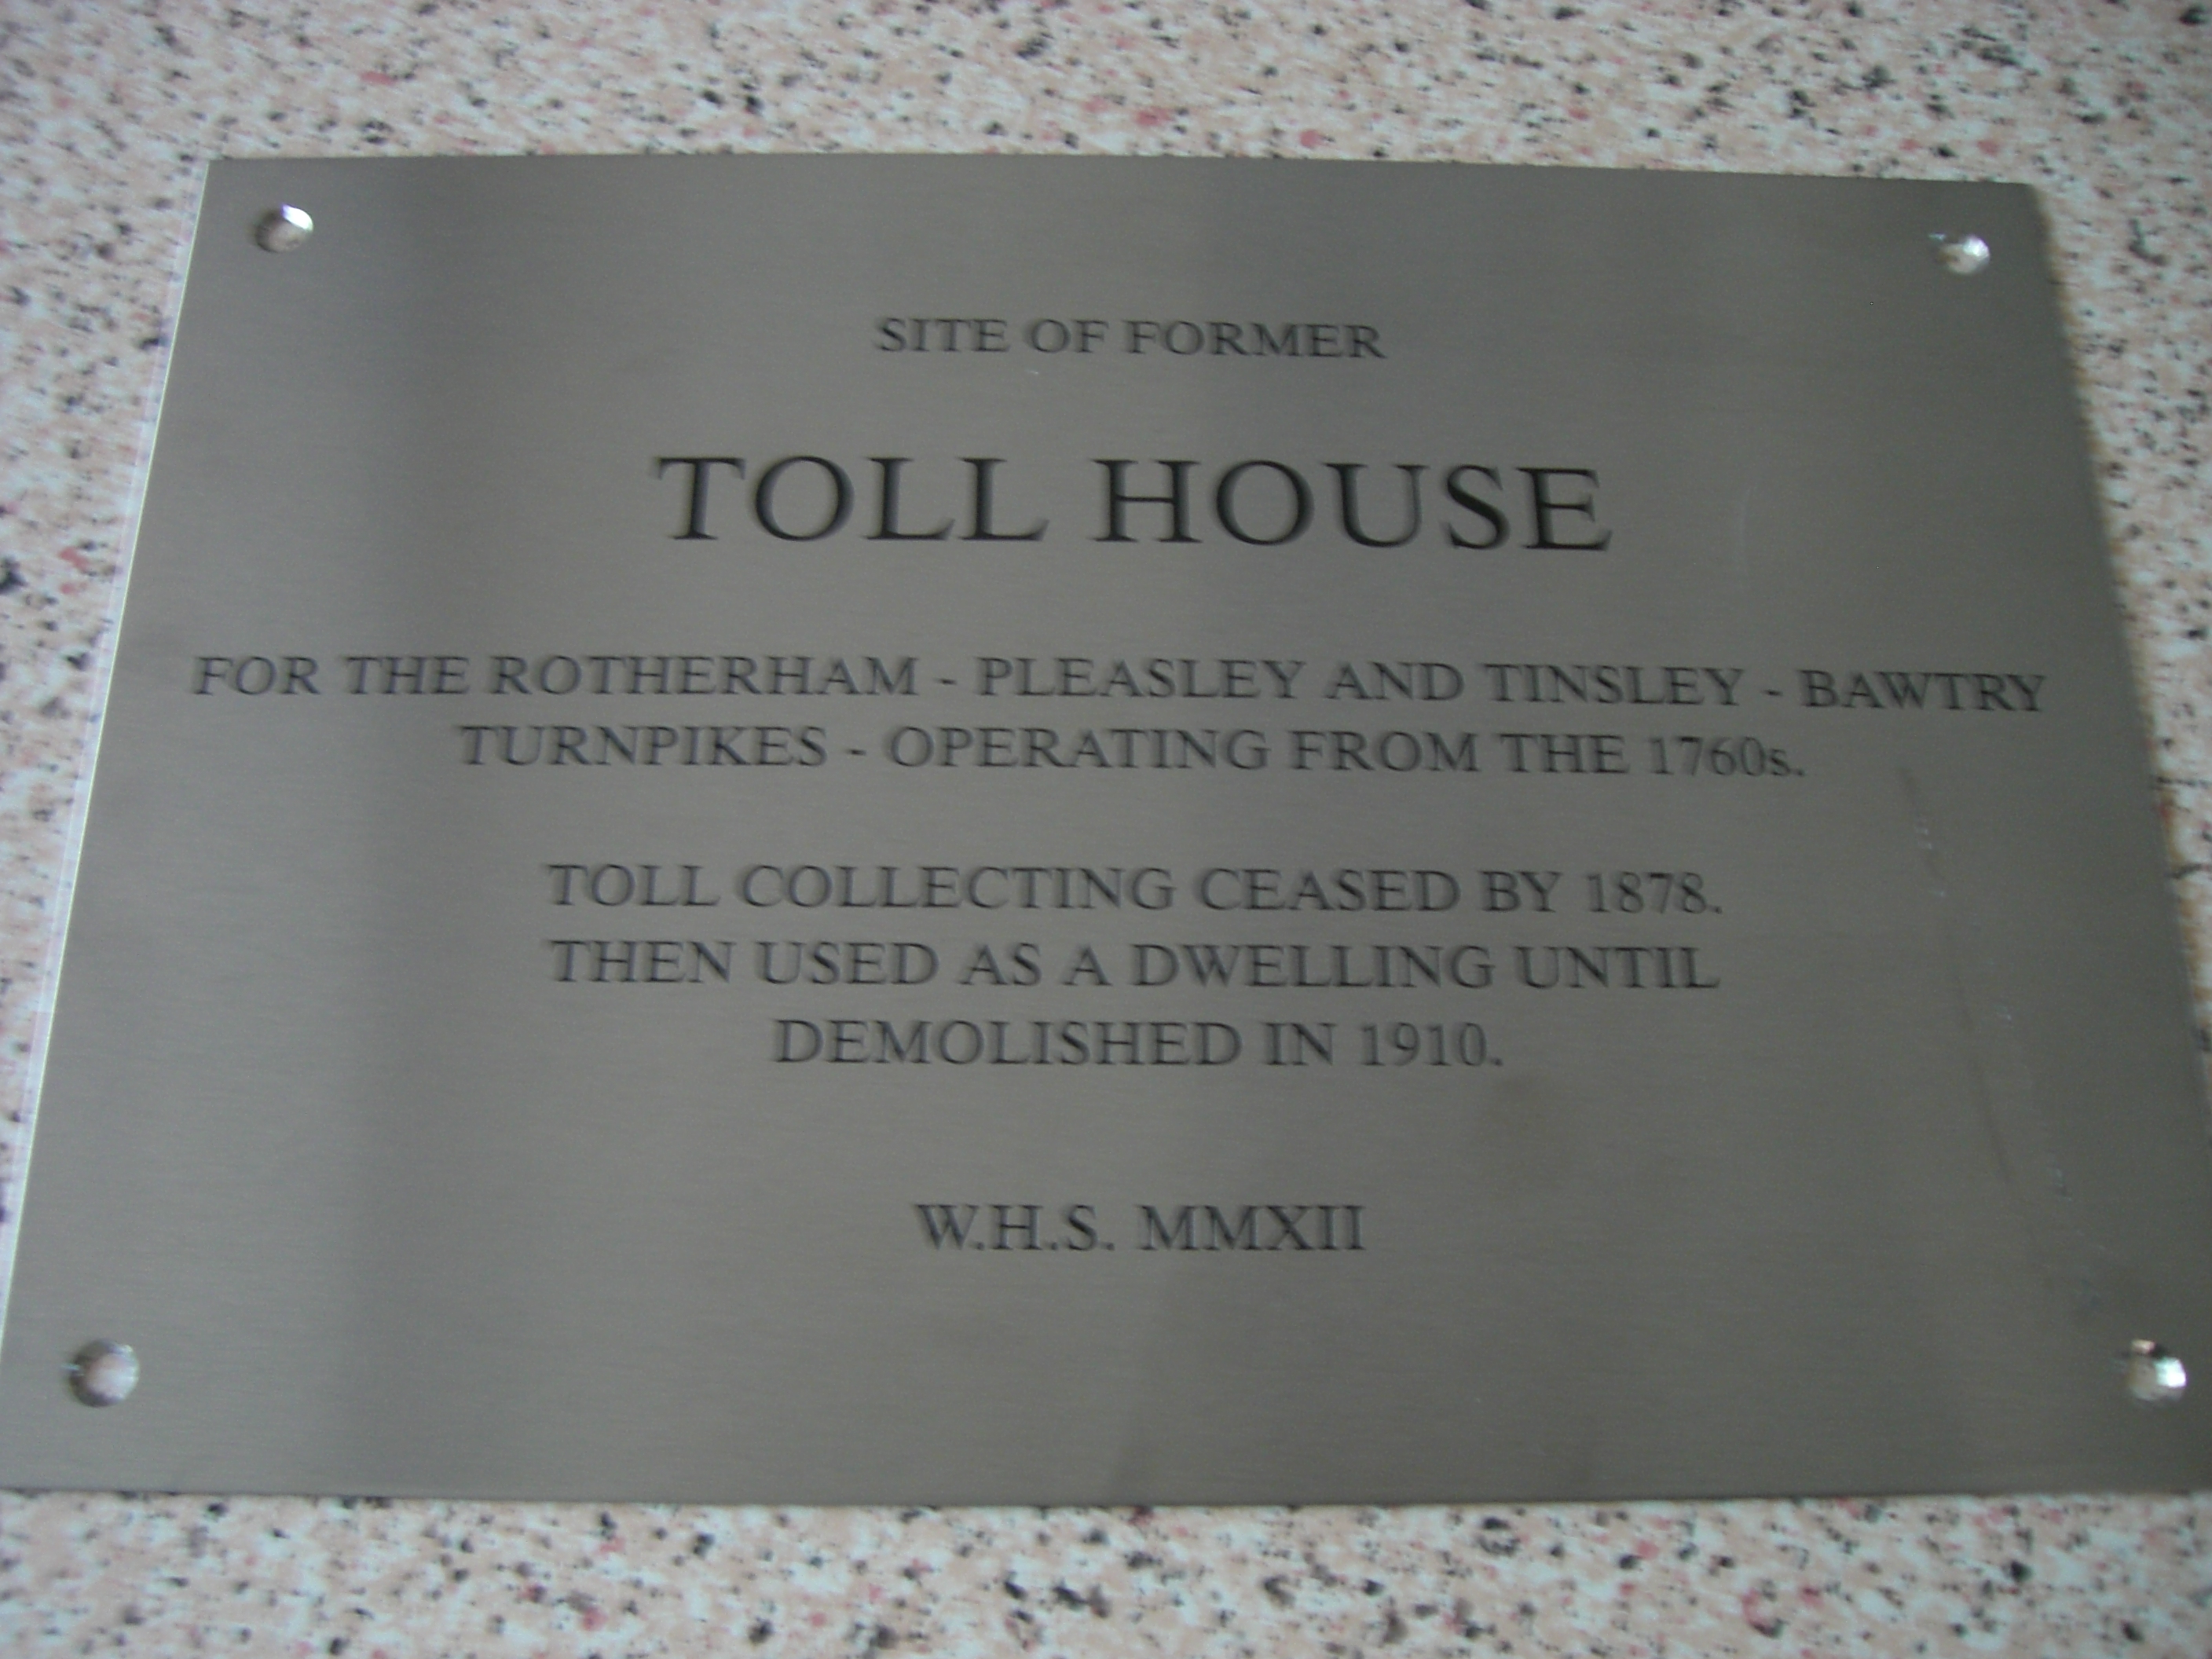 SITE OF FORMER
TOLL HOUSE
FOR THE ROTHERHAM - PLEASLEY AND TINSLEY - BAWTRY
TURNPIKES - OPERATING FROM THE 1760s.
TOLL COLLECTING CEASED BY 1878.
THEN USED AS A DWELLING UNTIL
DEMOLISHED IN 1910.
W.H.S. MMXII